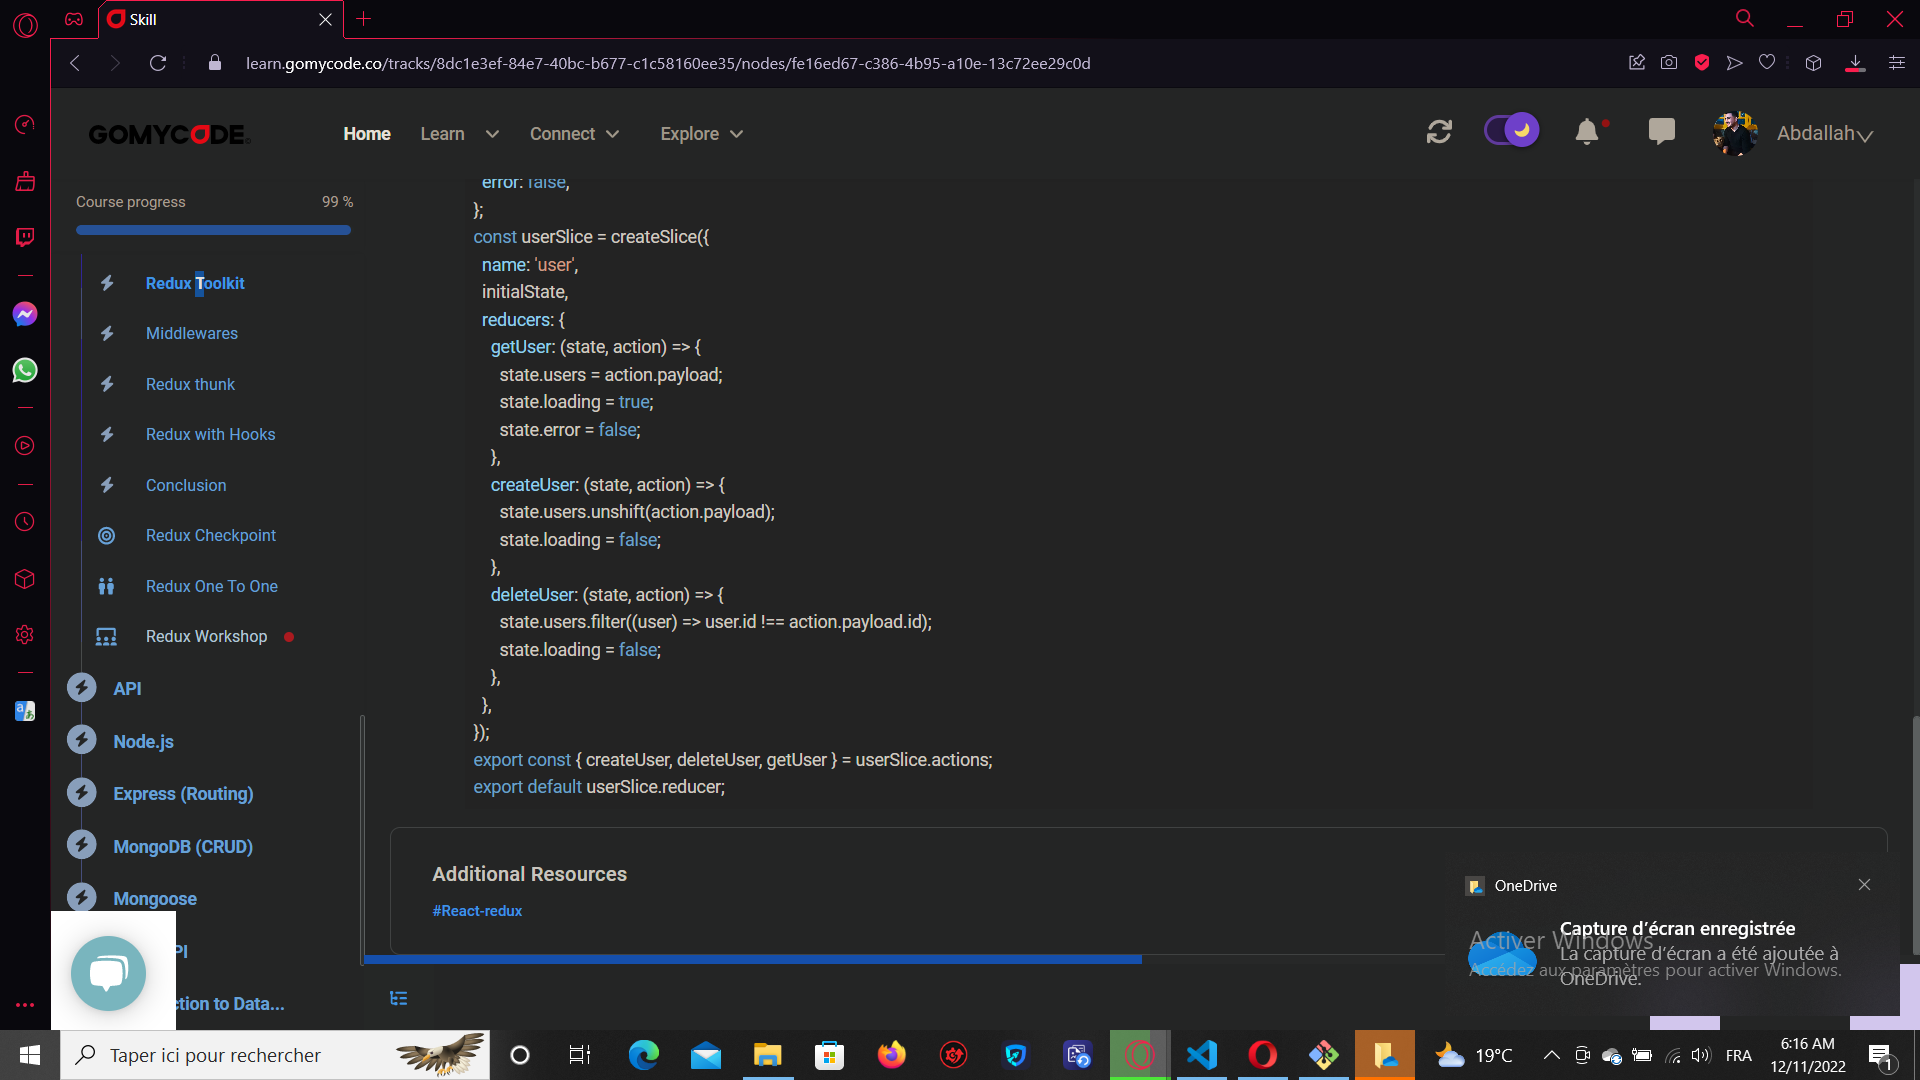 Skill
learn.gomycode.co/tracks/8dc1e3ef-84e7-40bc-b677-c1c58160ee35/nodes/fe16ed67-c386-4b95-a10e-13c72ee29c0d
GOMYCODE
Home
Learn
Connect
Explore
Abdallah
Course progress
99 %
Redux Toolkit
Middlewares
Redux thunk
Redux with Hooks
Conclusion
Redux Checkpoint
Redux One To One
Redux Workshop
API
Node.js
Express (Routing)
MongoDB (CRUD)
Mongoose
PI
ction to Data...
error: false,
};
const userSlice = createSlice({
name: 'user',
initialState,
reducers: {
getUser: (state, action) => {
state.users = action.payload;
state.loading = true;
state.error = false;
},
createUser: (state, action) => {
state.users.unshift(action.payload);
state.loading = false;
},
deleteUser: (state, action) => {
state.users.filter((user) => user.id !== action.payload.id);
state.loading = false;
},
},
});
export const { createUser, deleteUser, getUser } = userSlice.actions;
export default userSlice.reducer;
Additional Resources
#React-redux
OneDrive
Capture d'écran enregistrée
La capture d'écran a été ajoutée à
OneDrive.
Activer Windows
Accédez aux paramètres pour activer Windows.
Taper ici pour rechercher
19°C
FRA
6:16 AM
12/11/2022
1